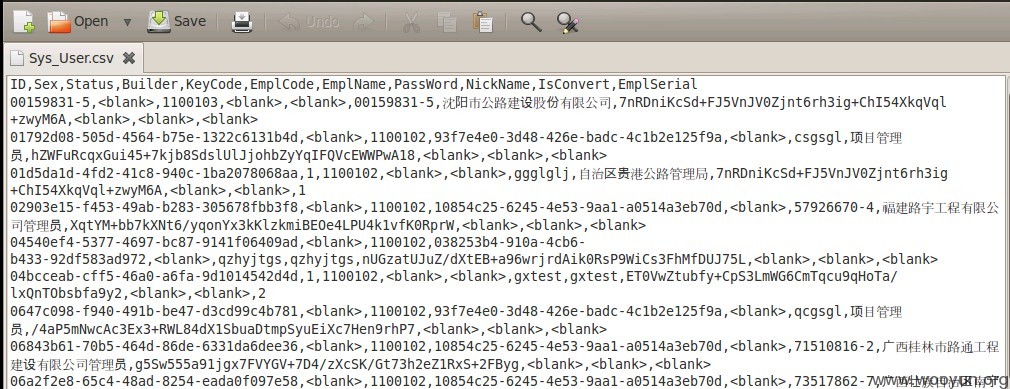 Open Save Undo
Sys_User.csv
ID,Sex,Status,Builder,KeyCode,EmplCode,EmplName,PassWord,NickName,IsConvert,EmplSerial
00159831-5,<blank>,1100103,<blank>,<blank>,00159831-5,沈阳市公路建设股份有限公司,7nRDniKcSd+FJ5VnJV0Zjnt6rh3ig+ChI54XkqVql
+zwyM6A,<blank>,<blank>,<blank>
01792d08-505d-4564-b75e-1322c6131b4d,<blank>,1100102,93f7e4e0-3d48-426e-badc-4c1b2e125f9a,<blank>,csgsgl,项目管理
员,hZWFuRcqxGui45+7kjb8SdslUlJjohbZyYqIFQVcEWWPwA18,<blank>,<blank>,<blank>
01d5da1d-4fd2-41c8-940c-1ba2078068aa,1,1100102,<blank>,<blank>,ggglglj,自治区贵港公路管理局,7nRDniKcSd+FJ5VnJV0Zjnt6rh3ig
+ChI54XkqVql+zwyM6A,<blank>,<blank>,1
02903e15-f453-49ab-b283-305678fbb3f8,<blank>,1100102,10854c25-6245-4e53-9aa1-a0514a3eb70d,<blank>,57926670-4,福建路宇工程有限公
司管理员,XqtYM+bb7kXNt6/yqonYx3kKlzkmiBEOe4LPU4k1vfK0RprW,<blank>,<blank>,<blank>
04540ef4-5377-4697-bc87-9141f06409ad,<blank>,1100102,038253b4-910a-4cb6-
b433-92df583ad972,<blank>,qzhyjtgs,qzhyjtgs,nUGzatUJuZ/dXtEB+a96wrjrdAik0RsP9WiCs3FhMfDUJ75L,<blank>,<blank>,<blank>
04bcceab-cff5-46a0-a6fa-9d1014542d4d,1,1100102,<blank>,<blank>,gxtest,gxtest,ET0VwZtubfy+CpS3LmWG6CmTqcu9qHoTa/
lxQnTObsbfa9y2,<blank>,<blank>,2
0647c098-f940-491b-be47-d3cd99c4b781,<blank>,1100102,93f7e4e0-3d48-426e-badc-4c1b2e125f9a,<blank>,qcgsgl,项目管理
员,/4aP5mNwcAc3Ex3+RWL84dX1SbuaDtmpSyuEiXc7Hen9rhP7,<blank>,<blank>,<blank>
06843b61-70b5-464d-86de-6331da6dee36,<blank>,1100102,10854c25-6245-4e53-9aa1-a0514a3eb70d,<blank>,71510816-2,广西桂林市路通工程
建设有限公司管理员,g5Sw555a91jgx7FVYGV+7D4/zXcSK/Gt73h2eZ1RxS+2FByg,<blank>,<blank>,<blank>
06a2f2e8-65c4-48ad-8254-eada0f097e58,<blank>,1100102,10854c25-6245-4e53-9aa1-a0514a3eb70d,<blank>,73517862-7,
www.wooyun.org